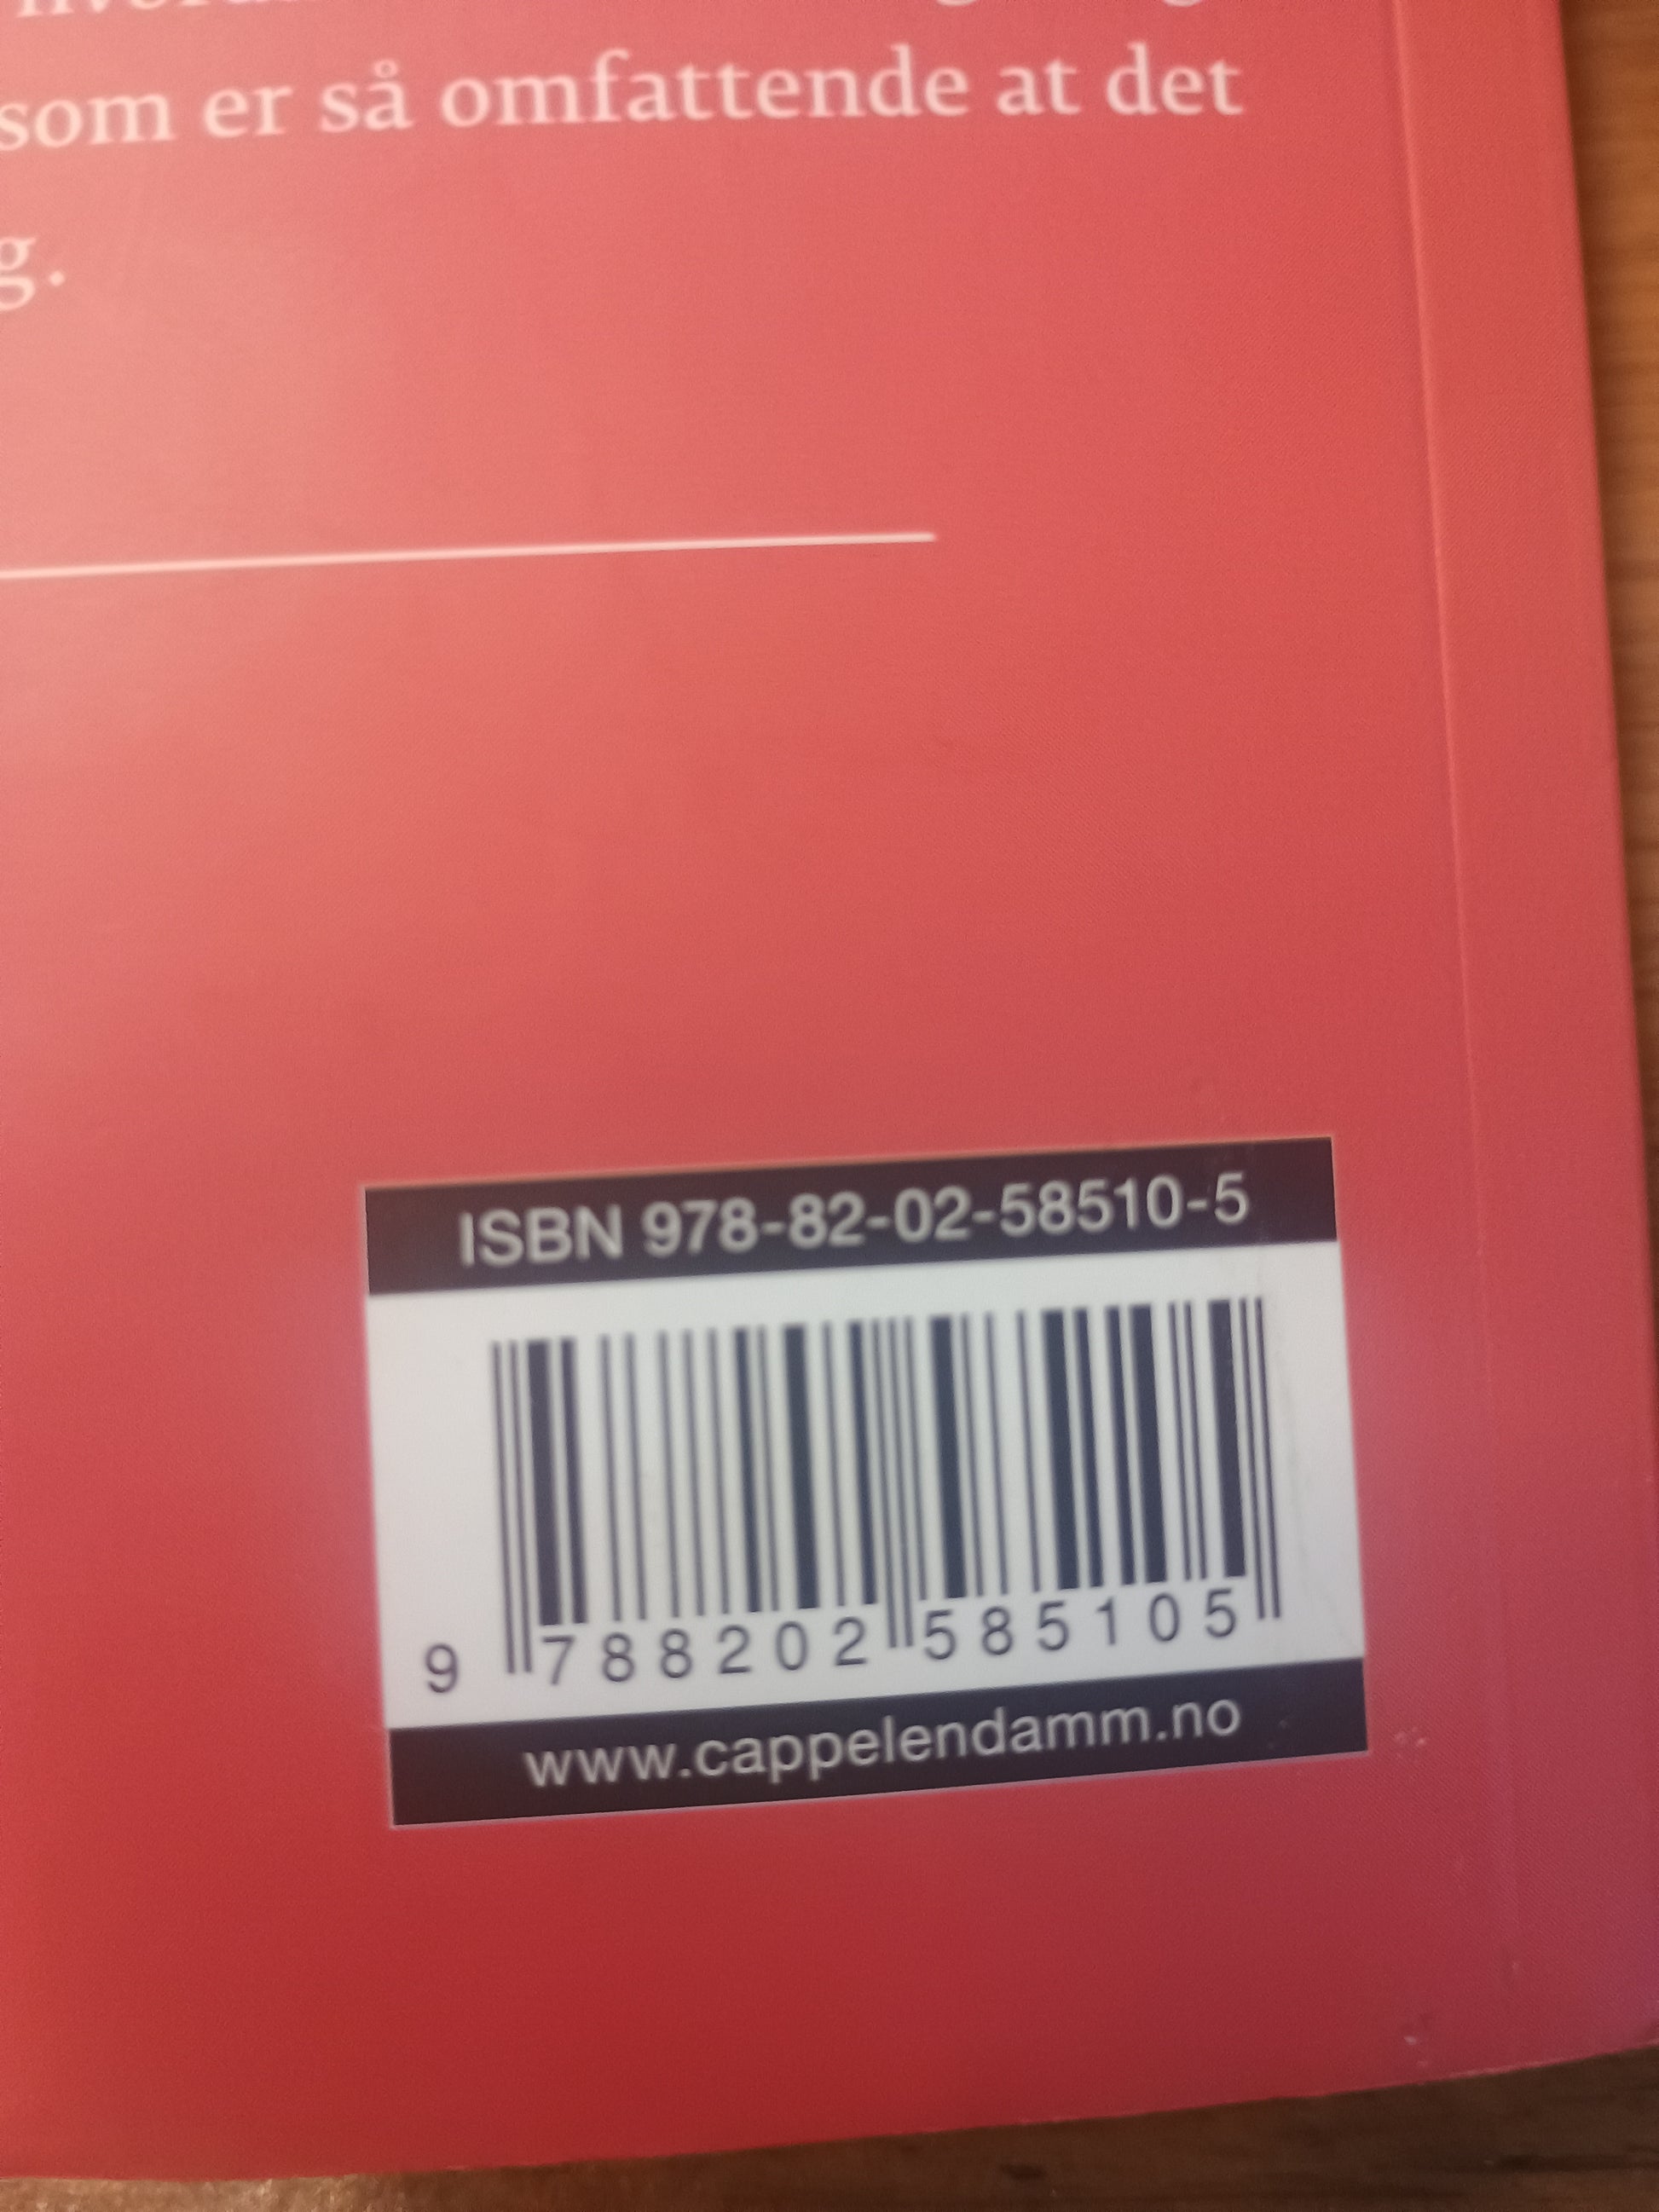 som er så omfattende at det
g.
ISBN 978-82-02-58510-5
9 788202 585105
www.cappelendamm.no